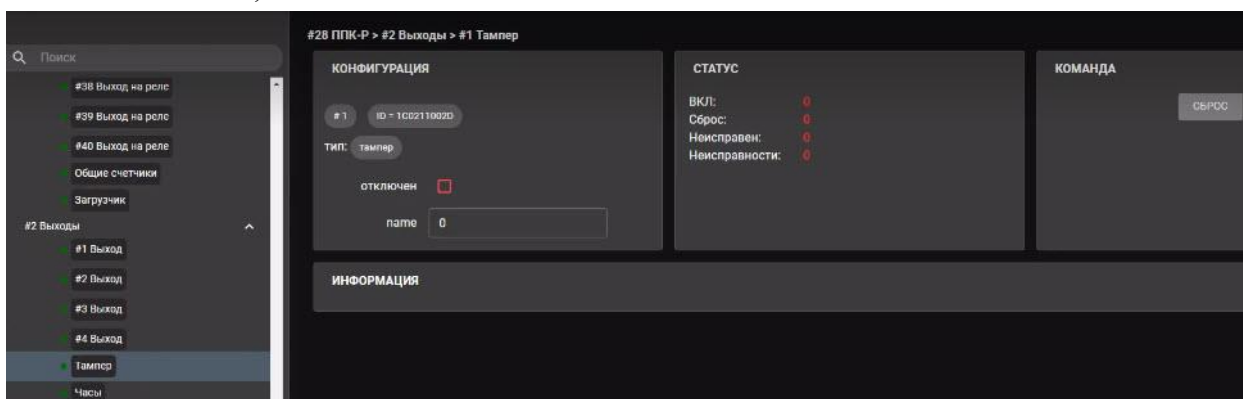 #28 ППК-Р > #2 Выходы > #1 Тампер
Поиск
#38 Выход на реле
#39 Выход на реле
#40 Выход на реле
Общие счетчики
Загрузчик
#2 Выходы
#1 Выход
#2 Выход
#3 Выход
#4 Выход
Тампер
Часы
КОНФИГУРАЦИЯ
# 1 ID = 1C0211002D
тип: тампер
отключен
name 0
СТАТУС
ВКЛ: 0
Сброс: 0
Неисправен: 0
Неисправности: 0
КОМАНДА
СБРОС
ИНФОРМАЦИЯ